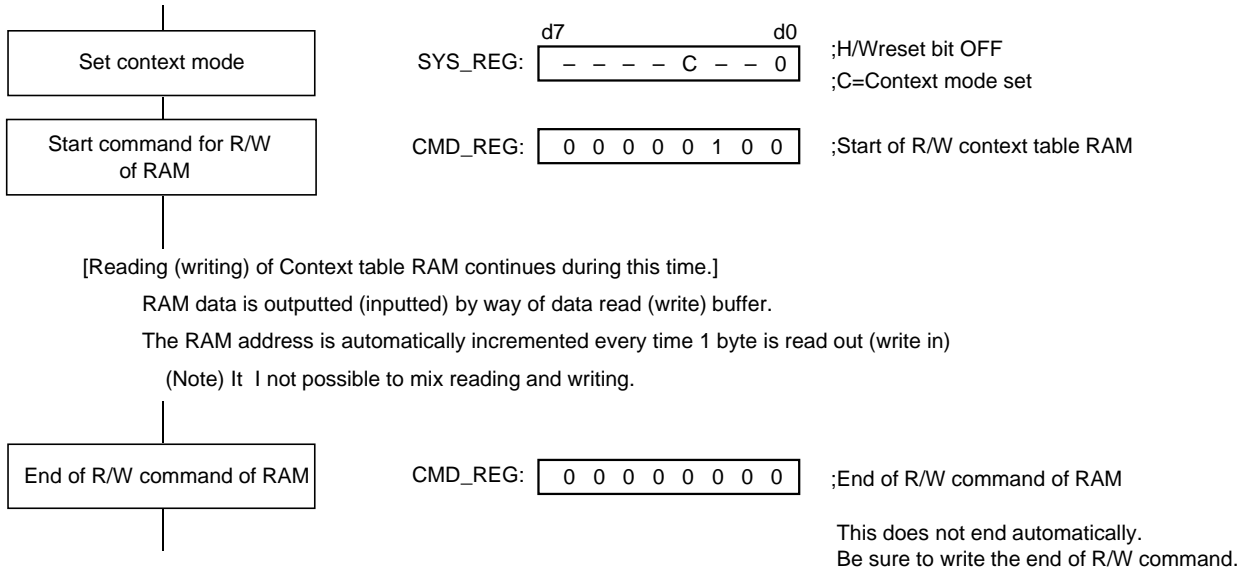 d7 d0
Set context mode SYS_REG: – – – – C – – 0 ;H/Wreset bit OFF
;C=Context mode set
Start command for R/W
of RAM
CMD_REG: 0 0 0 0 0 1 0 0 ;Start of R/W context table RAM
[Reading (writing) of Context table RAM continues during this time.]
RAM data is outputted (inputted) by way of data read (write) buffer.
The RAM address is automatically incremented every time 1 byte is read out (write in)
(Note) It I not possible to mix reading and writing.
End of R/W command of RAM CMD_REG: 0 0 0 0 0 0 0 0 ;End of R/W command of RAM
This does not end automatically.
Be sure to write the end of R/W command.